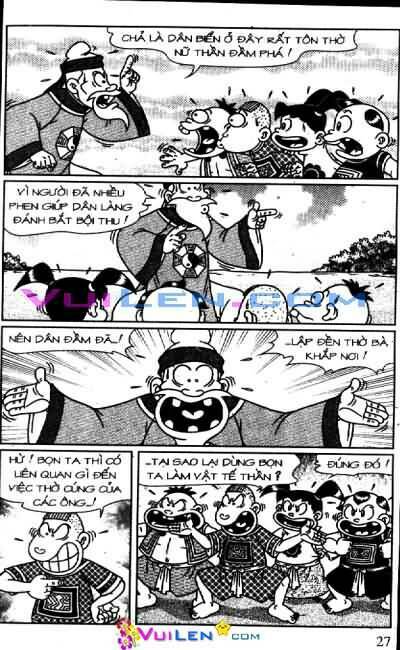 CHẢ LÀ DÂN BIỂN Ở ĐÂY RẤT TÔN THỜ
NỮ THẦN ĐẦM PHÁ!
VÌ NGƯỜI ĐÃ NHIỀU
PHEN GIÚP DÂN LÀNG
ĐÁNH BẮT BỘI THU!
VUILEN.COM
NÊN DÂN ĐẦM ĐÃ..!
..LẬP ĐỀN THỜ BÀ
KHẮP NƠI!
HỪ! BỌN TA THÌ CÓ
LIÊN QUAN GÌ ĐẾN
VIỆC THỜ CÚNG CỦA
CÁC ÔNG..!
..TẠI SAO LẠI DÙNG BỌN
TA LÀM VẬT TẾ THẦN?
ĐÚNG ĐÓ!
27
VUILEN.COM